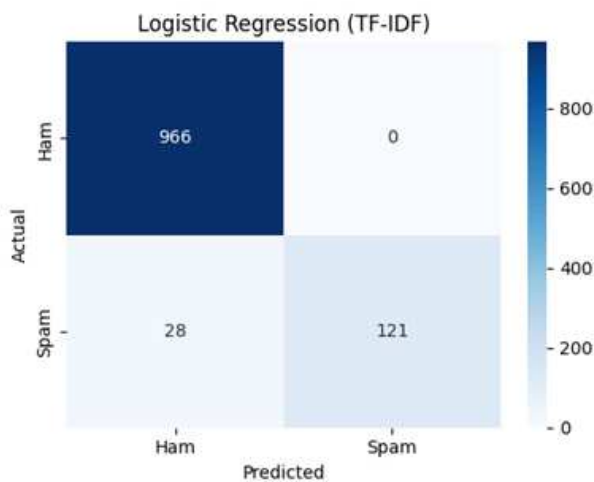 Logistic Regression (TF-IDF)
Actual
Ham
966
0
Spam
28
121
Ham
Spam
Predicted
800
600
400
200
0